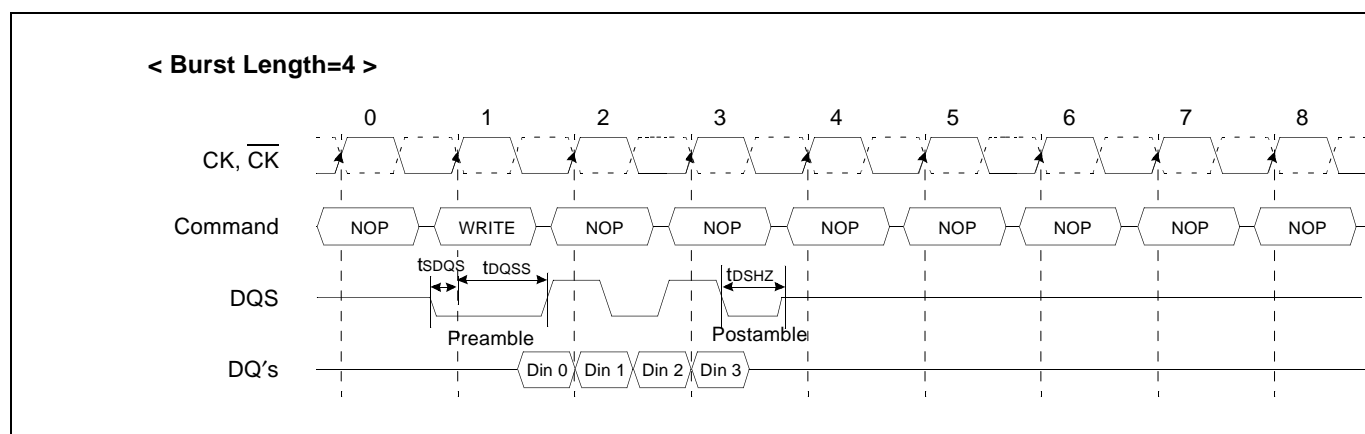 < Burst Length=4 >
0 1 2 3 4 5 6 7 8
CK, CK
Command NOP WRITE NOP NOP NOP NOP NOP NOP NOP
tSDQS tDQSS tDSHZ
DQS
Preamble Postamble
DQ's Din 0 Din 1 Din 2 Din 3